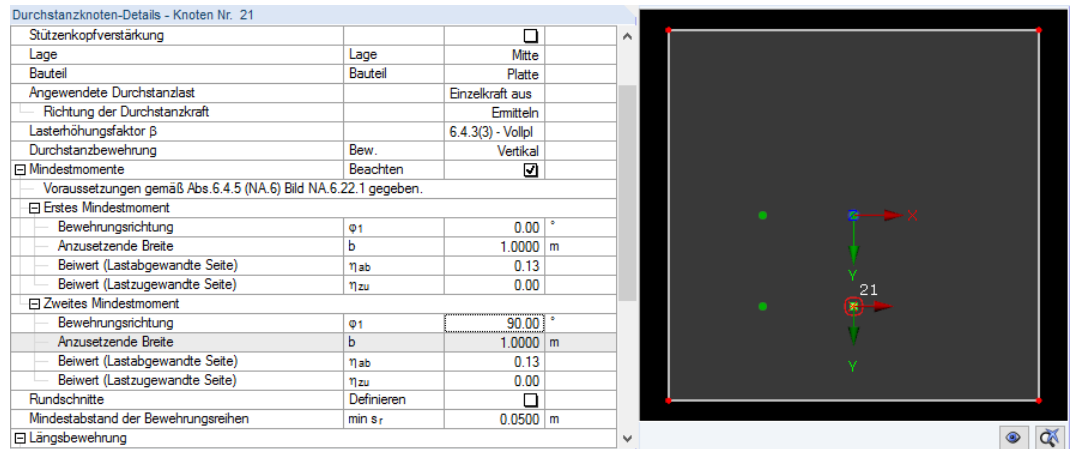 Durchstanzknoten-Details - Knoten Nr. 21
Stützenkopfverstärkung
Lage Lage Mitte
Bauteil Bauteil Platte
Angewendete Durchstanzlast Einzelkraft aus
Richtung der Durchstanzkraft Ermitteln
Lasterhöhungsfaktor β 6.4.3(3) - Vollpl
Durchstanzbewehrung Bew. Vertikal
Mindestmomente Beachten
Voraussetzungen gemäß Abs.6.4.5 (NA.6) Bild NA.6.22.1 gegeben.
Erstes Mindestmoment
Bewehrungsrichtung φ1 0.00 °
Anzusetzende Breite b 1.0000 m
Beiwert (Lastabgewandte Seite) ηab 0.13
Beiwert (Lastzugewandte Seite) ηzu 0.00
Zweites Mindestmoment
Bewehrungsrichtung φ1 90.00 °
Anzusetzende Breite b 1.0000 m
Beiwert (Lastabgewandte Seite) ηab 0.13
Beiwert (Lastzugewandte Seite) ηzu 0.00
Rundschnitte Definieren
Mindestabstand der Bewehrungsreihen min sr 0.0500 m
Längsbewehrung
X
Y
21
Y